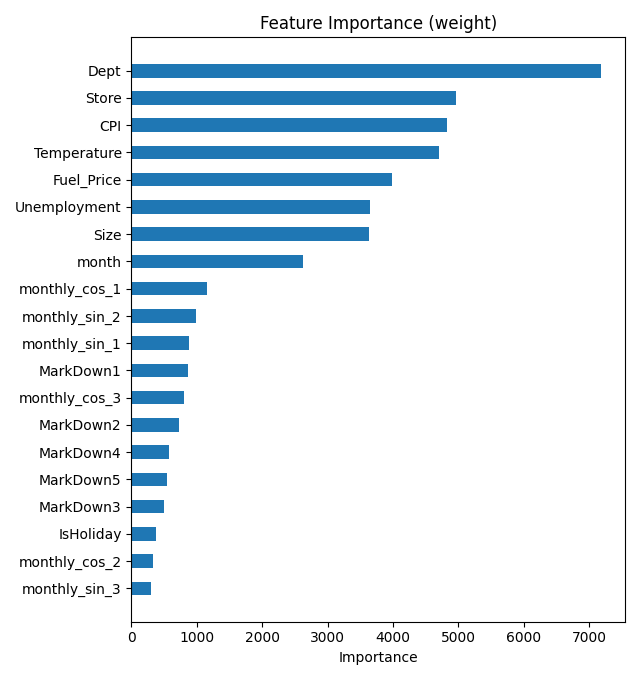 Feature Importance (weight)
Dept
Store
CPI
Temperature
Fuel_Price
Unemployment
Size
month
monthly_cos_1
monthly_sin_2
monthly_sin_1
MarkDown1
monthly_cos_3
MarkDown2
MarkDown4
MarkDown5
MarkDown3
IsHoliday
monthly_cos_2
monthly_sin_3
0 1000 2000 3000 4000 5000 6000 7000
Importance